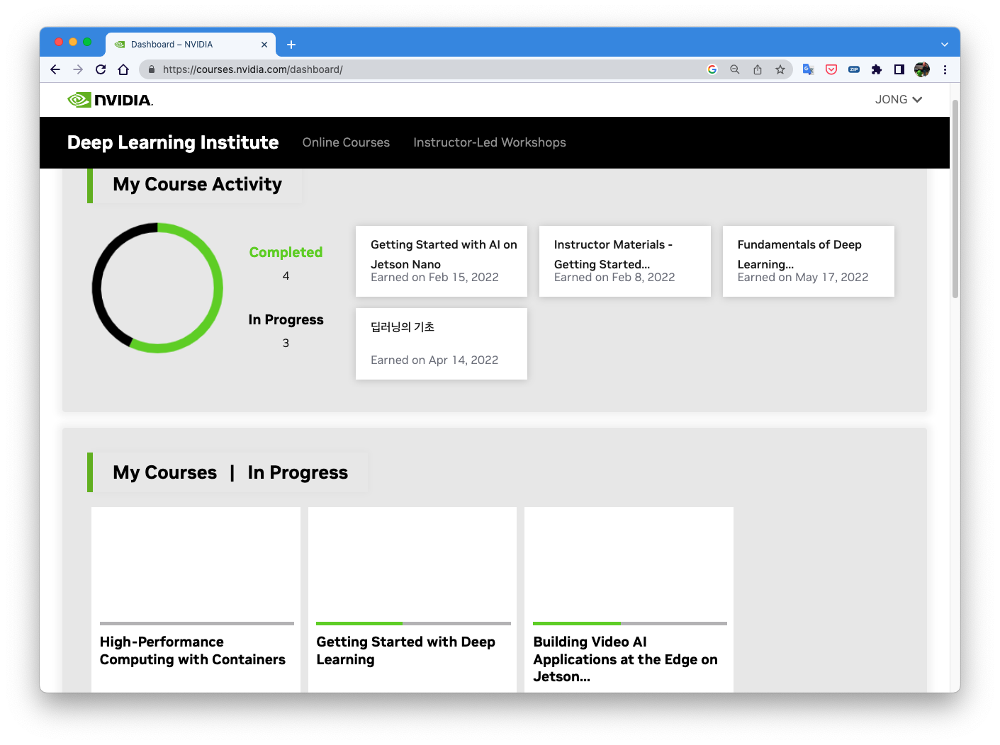 Dashboard – NVIDIA
https://courses.nvidia.com/dashboard/
ZIP
NVIDIA.
JONG
Deep Learning Institute
Online Courses
Instructor-Led Workshops
My Course Activity
Completed
4
In Progress
3
Getting Started with AI on
Jetson Nano
Earned on Feb 15, 2022
Instructor Materials -
Getting Started...
Earned on Feb 8, 2022
Fundamentals of Deep
Learning...
Earned on May 17, 2022
딥러닝의 기초
Earned on Apr 14, 2022
My Courses | In Progress
High-Performance
Computing with Containers
Getting Started with Deep
Learning
Building Video AI
Applications at the Edge on
Jetson...